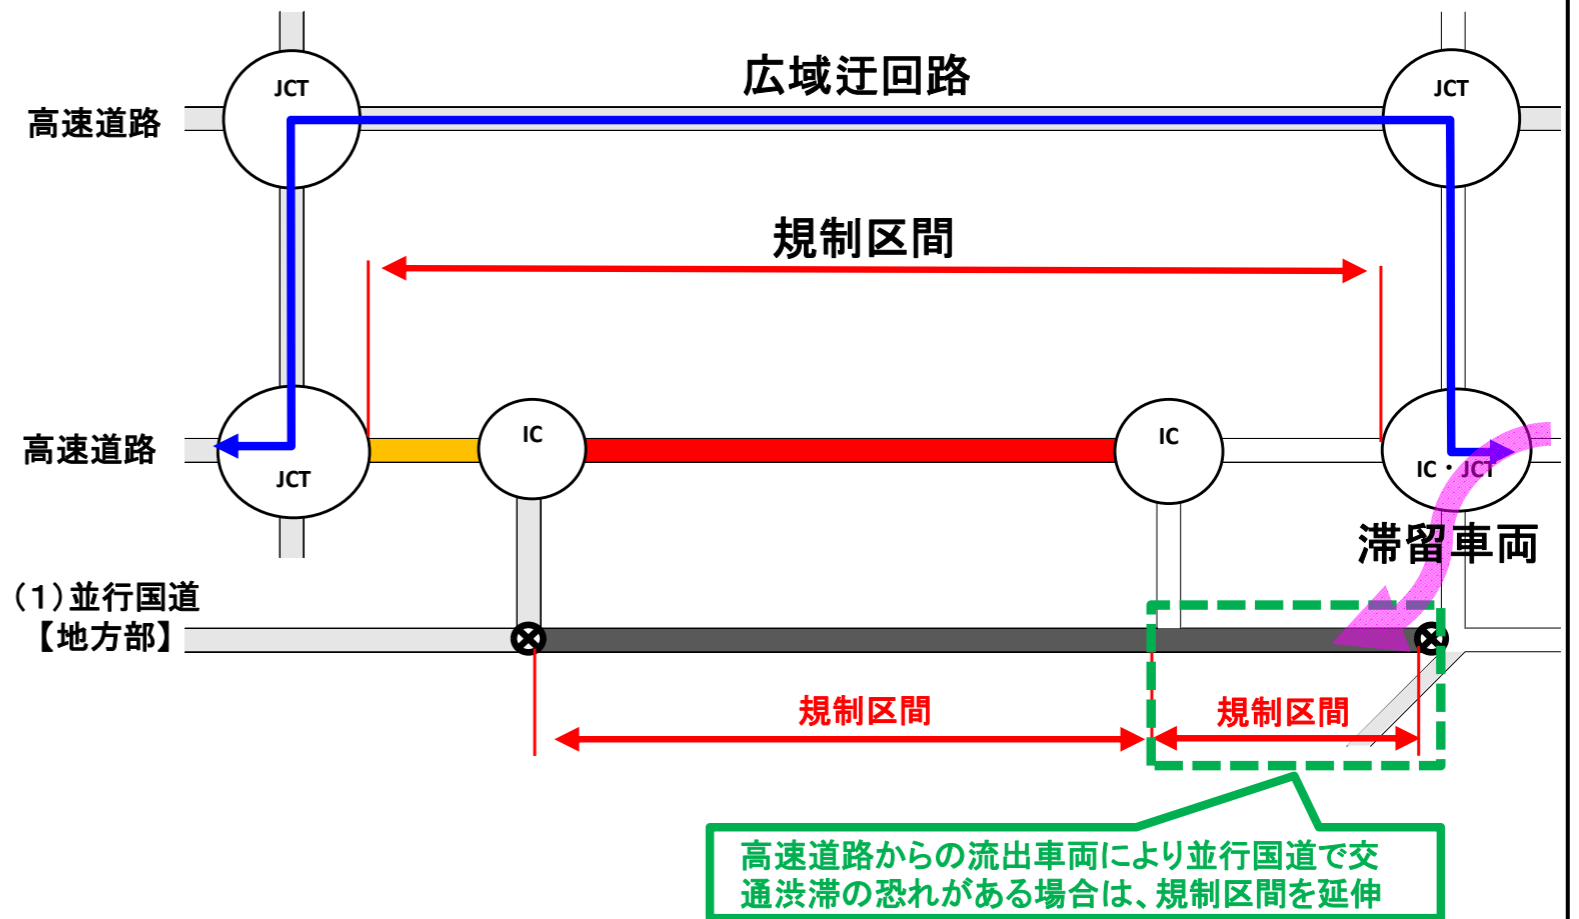 JCT
広域迂回路
JCT
高速道路
規制区間
高速道路
JCT
IC
IC
IC・JCT
滞留車両
(1)並行国道
【地方部】
規制区間
規制区間
高速道路からの流出車両により並行国道で交
通渋滞の恐れがある場合は、規制区間を延伸